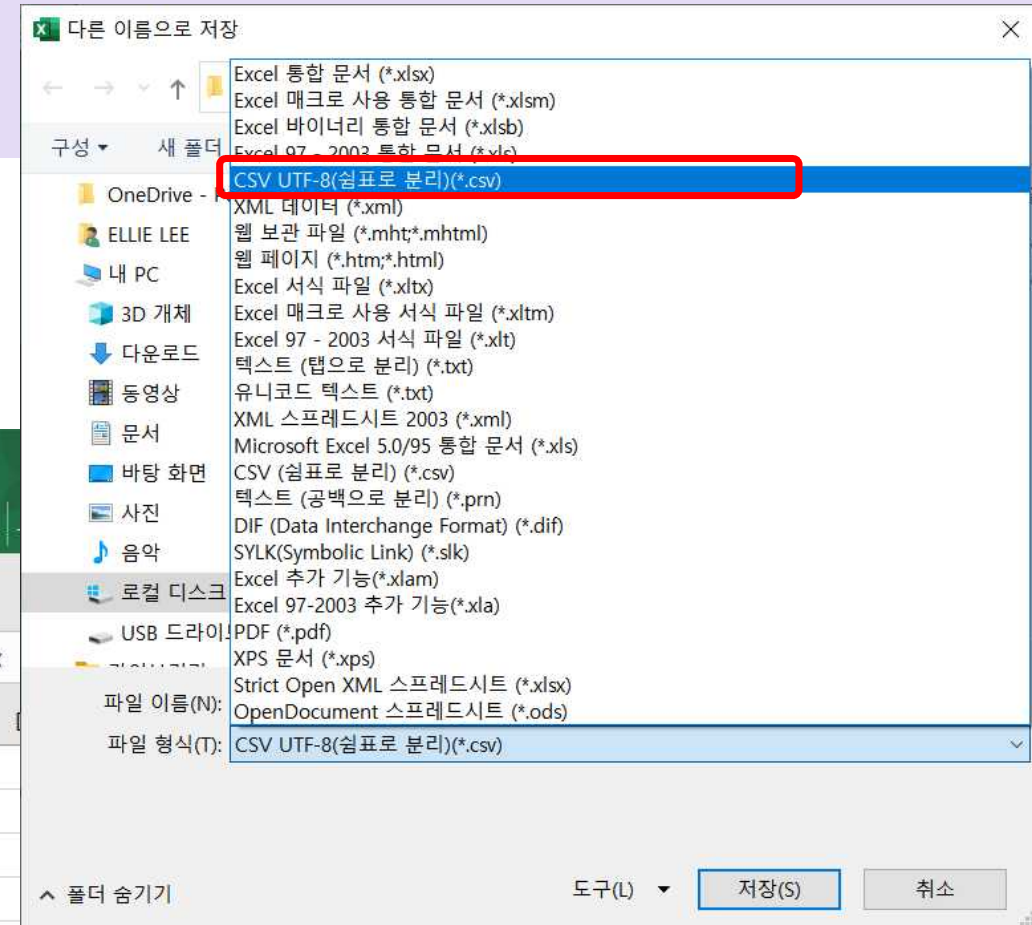 다른 이름으로 저장
구성
새 폴더
OneDrive -
ELLIE LEE
내 PC
3D 개체
다운로드
동영상
문서
바탕 화면
사진
음악
로컬 디스크
USB 드라이
Excel 통합 문서 (*.xlsx)
Excel 매크로 사용 통합 문서 (*.xlsm)
Excel 바이너리 통합 문서 (*.xlsb)
Excel 97 - 2003 통합 문서 (*.xls)
CSV UTF-8(쉼표로 분리)(*.csv)
XML 데이터 (*.xml)
웹 보관 파일 (*.mht;*.mhtml)
웹 페이지 (*.htm;*.html)
Excel 서식 파일 (*.xltx)
Excel 매크로 사용 서식 파일 (*.xltm)
Excel 97 - 2003 서식 파일 (*.xlt)
텍스트 (탭으로 분리) (*.txt)
유니코드 텍스트 (*.txt)
XML 스프레드시트 2003 (*.xml)
Microsoft Excel 5.0/95 통합 문서 (*.xls)
CSV (쉼표로 분리) (*.csv)
텍스트 (공백으로 분리) (*.prn)
DIF (Data Interchange Format) (*.dif)
SYLK(Symbolic Link) (*.slk)
Excel 추가 기능(*.xlam)
Excel 97-2003 추가 기능(*.xla)
PDF (*.pdf)
XPS 문서 (*.xps)
Strict Open XML 스프레드시트 (*.xlsx)
OpenDocument 스프레드시트 (*.ods)
파일 이름(N):
파일 형식(T): CSV UTF-8(쉼표로 분리)(*.csv)
폴더 숨기기
도구(L)
저장(S)
취소